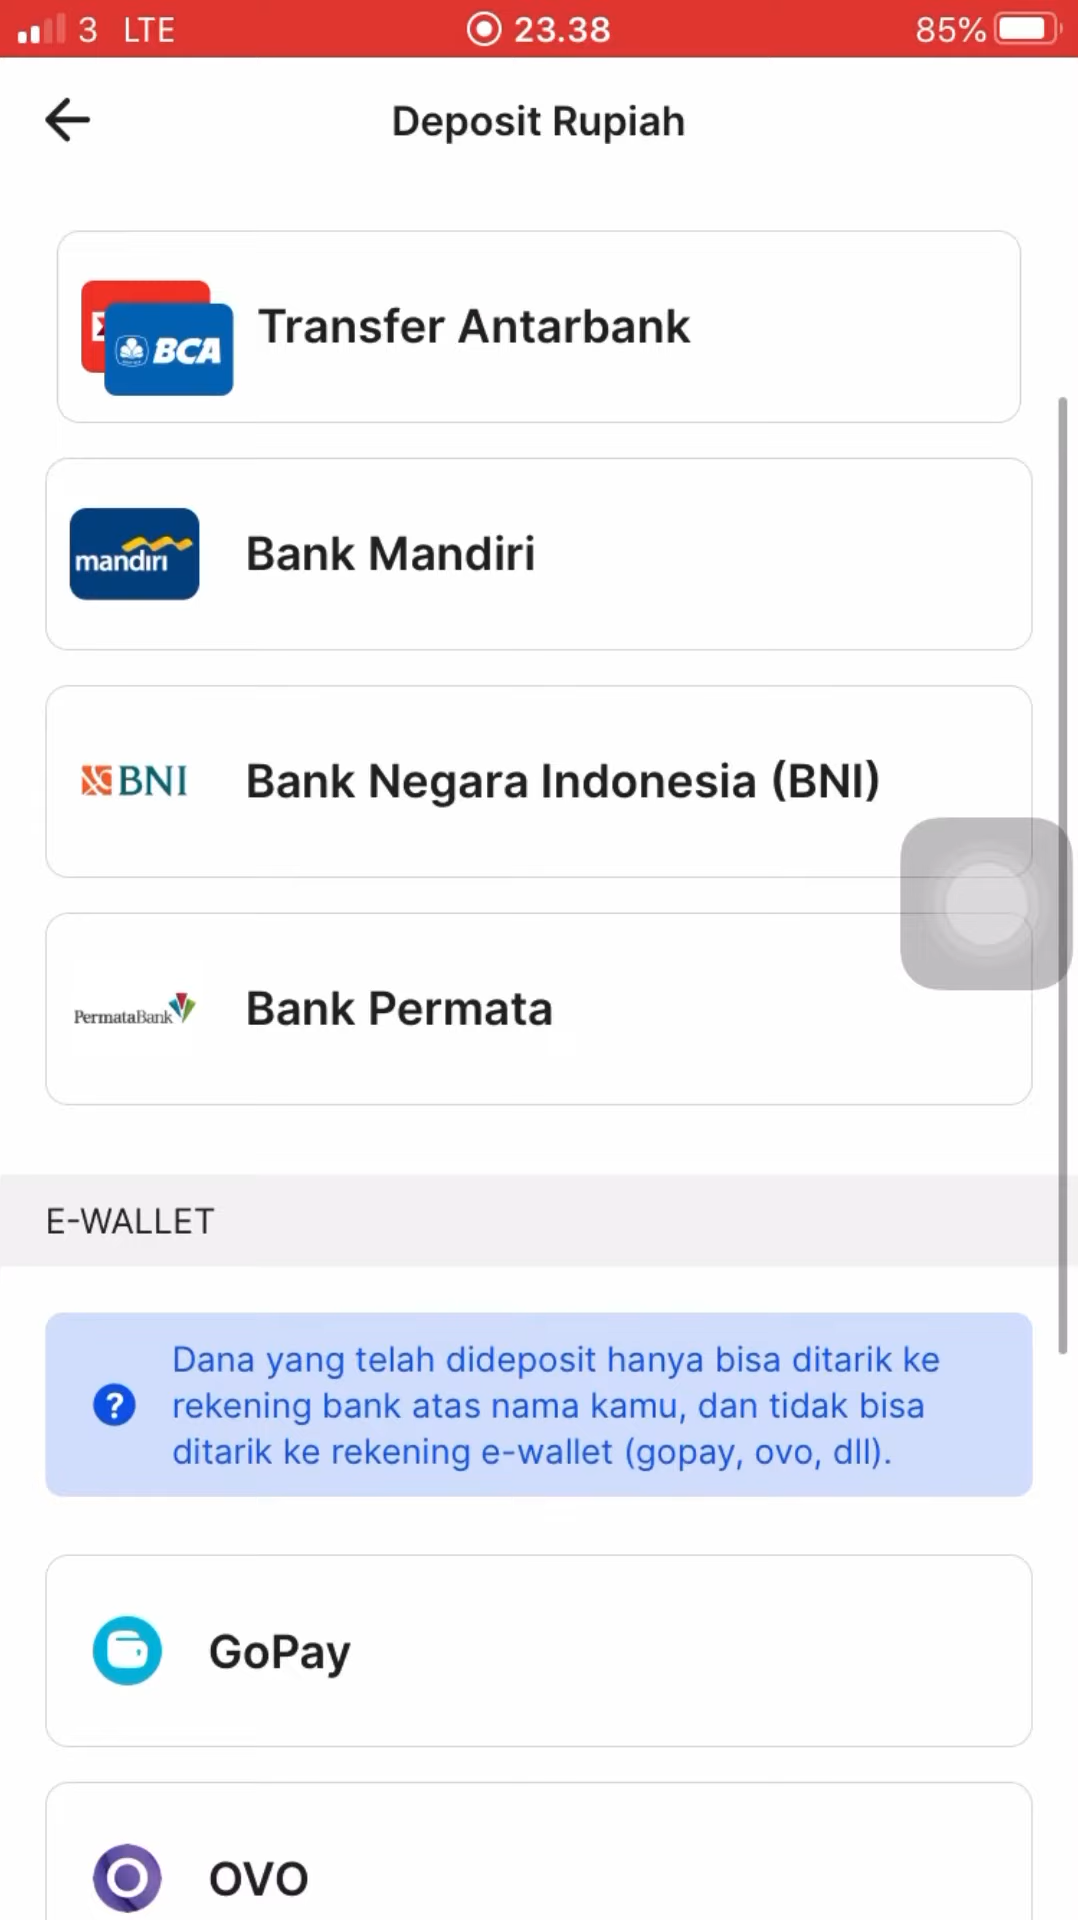 3 LTE 23.38 85%
Deposit Rupiah
BCA Transfer Antarbank
mandiri Bank Mandiri
BNI Bank Negara Indonesia (BNI)
PermataBank Bank Permata
E-WALLET
Dana yang telah dideposit hanya bisa ditarik ke
rekening bank atas nama kamu, dan tidak bisa
ditarik ke rekening e-wallet (gopay, ovo, dll).
GoPay
OVO